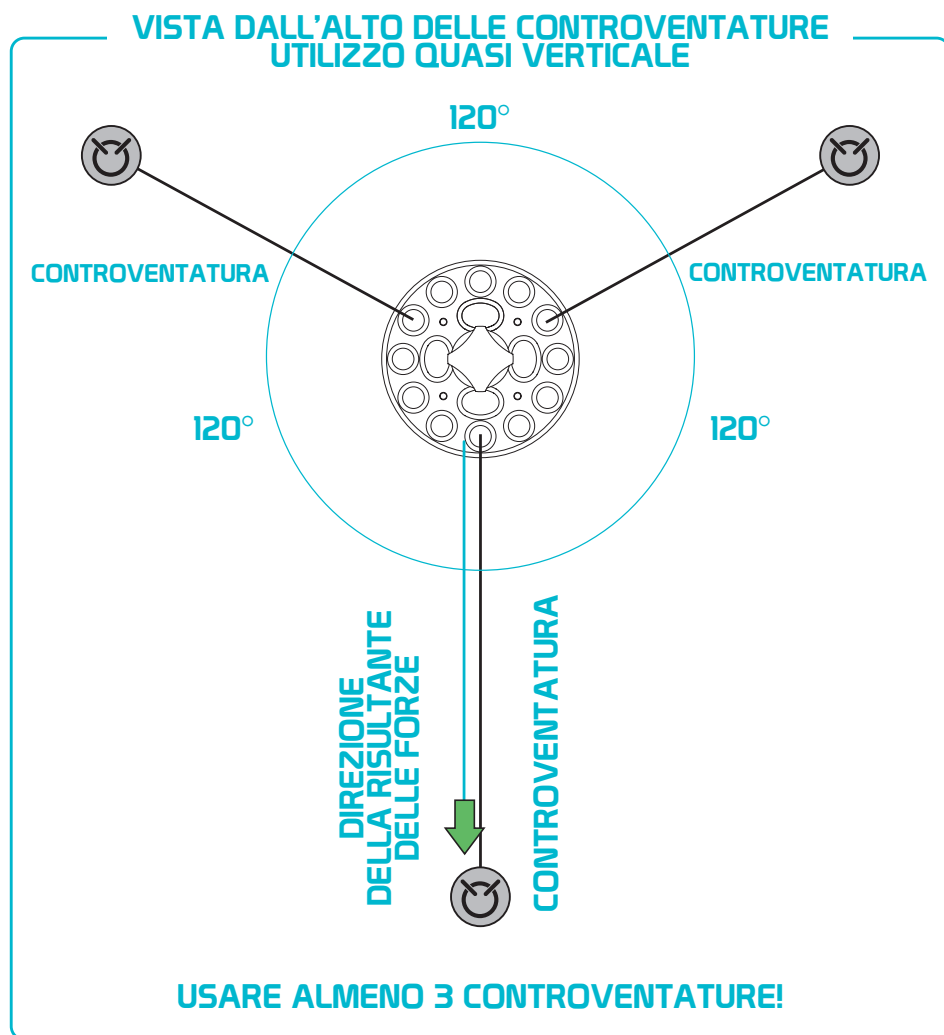 VISTA DALL'ALTO DELLE CONTROVENTATURE
UTILIZZO QUASI VERTICALE
120°
CONTROVENTATURA
CONTROVENTATURA
120°
120°
DIREZIONE
DELLA RISULTANTE
DELLE FORZE
CONTROVENTATURA
USARE ALMENO 3 CONTROVENTATURE!